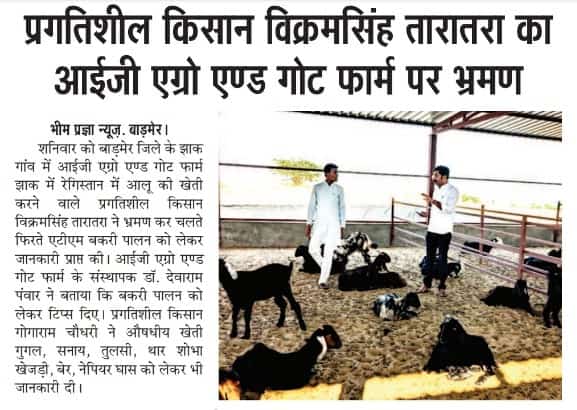 प्रगतिशील किसान विक्रमसिंह तारातरा का
आईजी एग्रो एण्ड गोट फार्म पर भ्रमण
भीम प्रज्ञा न्यूज़. बाड़मेर।
शनिवार को बाड़मेर जिले के झाक
गांव में आईजी एग्रो एण्ड गोट फार्म
झाक में रेगिस्तान में आलू की खेती
करने वाले प्रगतिशील किसान
विक्रमसिंह तारातरा ने भ्रमण कर चलते
फिरते एटीएम बकरी पालन को लेकर
जानकारी प्राप्त की। आईजी एग्रो एण्ड
गोट फार्म के संस्थापक डॉ. देवाराम
पंवार ने बताया कि बकरी पालन को
लेकर टिप्स दिए। प्रगतिशील किसान
गोगाराम चौधरी ने औषधीय खेती
गुगल, सनाय, तुलसी, थार शोभा
खेजड़ी, बेर, नेपियर घास को लेकर भी
जानकारी दी।